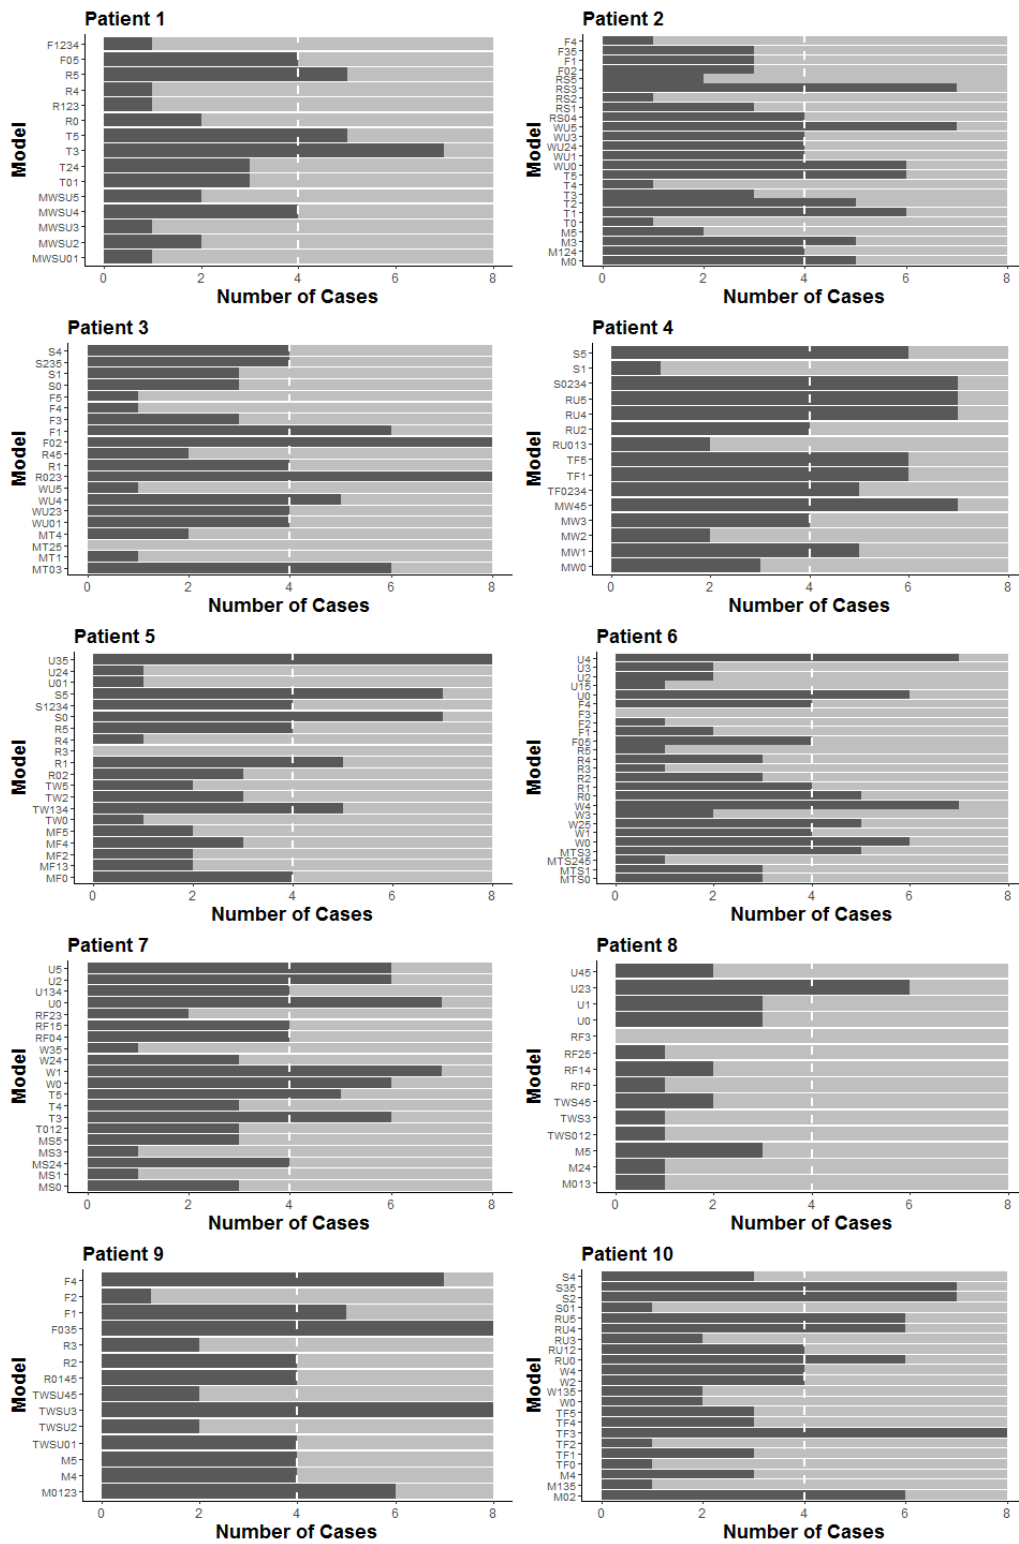 Patient 1
Model
F1234
F05
R5
R4
R123
R0
T5
T3
T24
T01
MWSU5
MWSU4
MWSU3
MWSU2
MWSU01
0 2 4 6 8
Number of Cases
Patient 2
Model
F4
F35
F1
F02
RS5
RS3
RS2
RS1
RS04
WU5
WU3
WU24
WU1
WU0
T5
T4
T3
T2
T1
T0
M5
M3
M124
M0
0 2 4 6 8
Number of Cases
Patient 3
Model
S4
S235
S1
S0
F5
F4
F3
F1
F02
R45
R1
R023
WU5
WU4
WU23
WU01
MT4
MT25
MT1
MT03
0 2 4 6 8
Number of Cases
Patient 4
Model
S5
S1
S0234
RU5
RU4
RU2
RU013
TF5
TF1
TF0234
MW45
MW3
MW2
MW1
MW0
0 2 4 6 8
Number of Cases
Patient 5
Model
U35
U24
U01
S5
S1234
S0
R5
R4
R3
R1
R02
TW5
TW2
TW134
TW0
MF5
MF4
MF2
MF13
MF0
0 2 4 6 8
Number of Cases
Patient 6
Model
U4
U3
U2
U15
U0
F4
F3
F2
F1
F05
R5
R4
R3
R2
R1
R0
W4
W3
W25
W1
W0
MTS3
MTS245
MTS1
MTS0
0 2 4 6 8
Number of Cases
Patient 7
Model
U5
U2
U134
U0
RF23
RF15
RF04
W35
W24
W1
W0
T5
T4
T3
T012
MS5
MS3
MS24
MS1
MS0
0 2 4 6 8
Number of Cases
Patient 8
Model
U45
U23
U1
U0
RF3
RF25
RF14
RF0
TWS45
TWS3
TWS012
M5
M24
M013
0 2 4 6 8
Number of Cases
Patient 9
Model
F4
F2
F1
F035
R3
R2
R0145
TWSU45
TWSU3
TWSU2
TWSU01
M5
M4
M0123
0 2 4 6 8
Number of Cases
Patient 10
Model
S4
S35
S2
S01
RU5
RU4
RU3
RU12
RU0
W4
W2
W135
W0
TF5
TF4
TF3
TF2
TF1
TF0
M4
M135
M02
0 2 4 6 8
Number of Cases